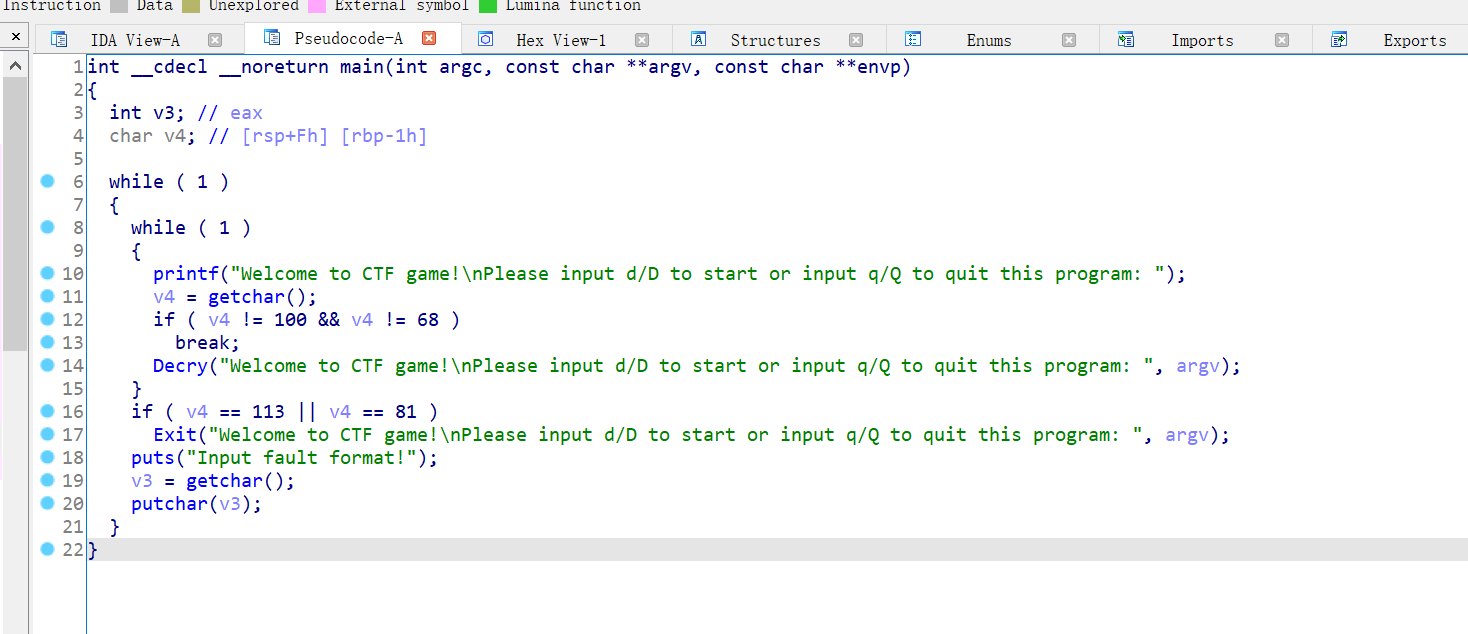 Instruction Data Unexplored External symbol Lumina function
IDA View-A Pseudocode-A Hex View-1 Structures Enums Imports Exports
1 int __cdecl __noreturn main(int argc, const char **argv, const char **envp)
2 {
3 int v3; // eax
4 char v4; // [rsp+Fh] [rbp-1h]
5
6 while ( 1 )
7 {
8 while ( 1 )
9 {
10 printf("Welcome to CTF game!\nPlease input d/D to start or input q/Q to quit this program: ");
11 v4 = getchar();
12 if ( v4 != 100 && v4 != 68 )
13 break;
14 Decry("Welcome to CTF game!\nPlease input d/D to start or input q/Q to quit this program: ", argv);
15 }
16 if ( v4 == 113 || v4 == 81 )
17 Exit("Welcome to CTF game!\nPlease input d/D to start or input q/Q to quit this program: ", argv);
18 puts("Input fault format!");
19 v3 = getchar();
20 putchar(v3);
21 }
22 }